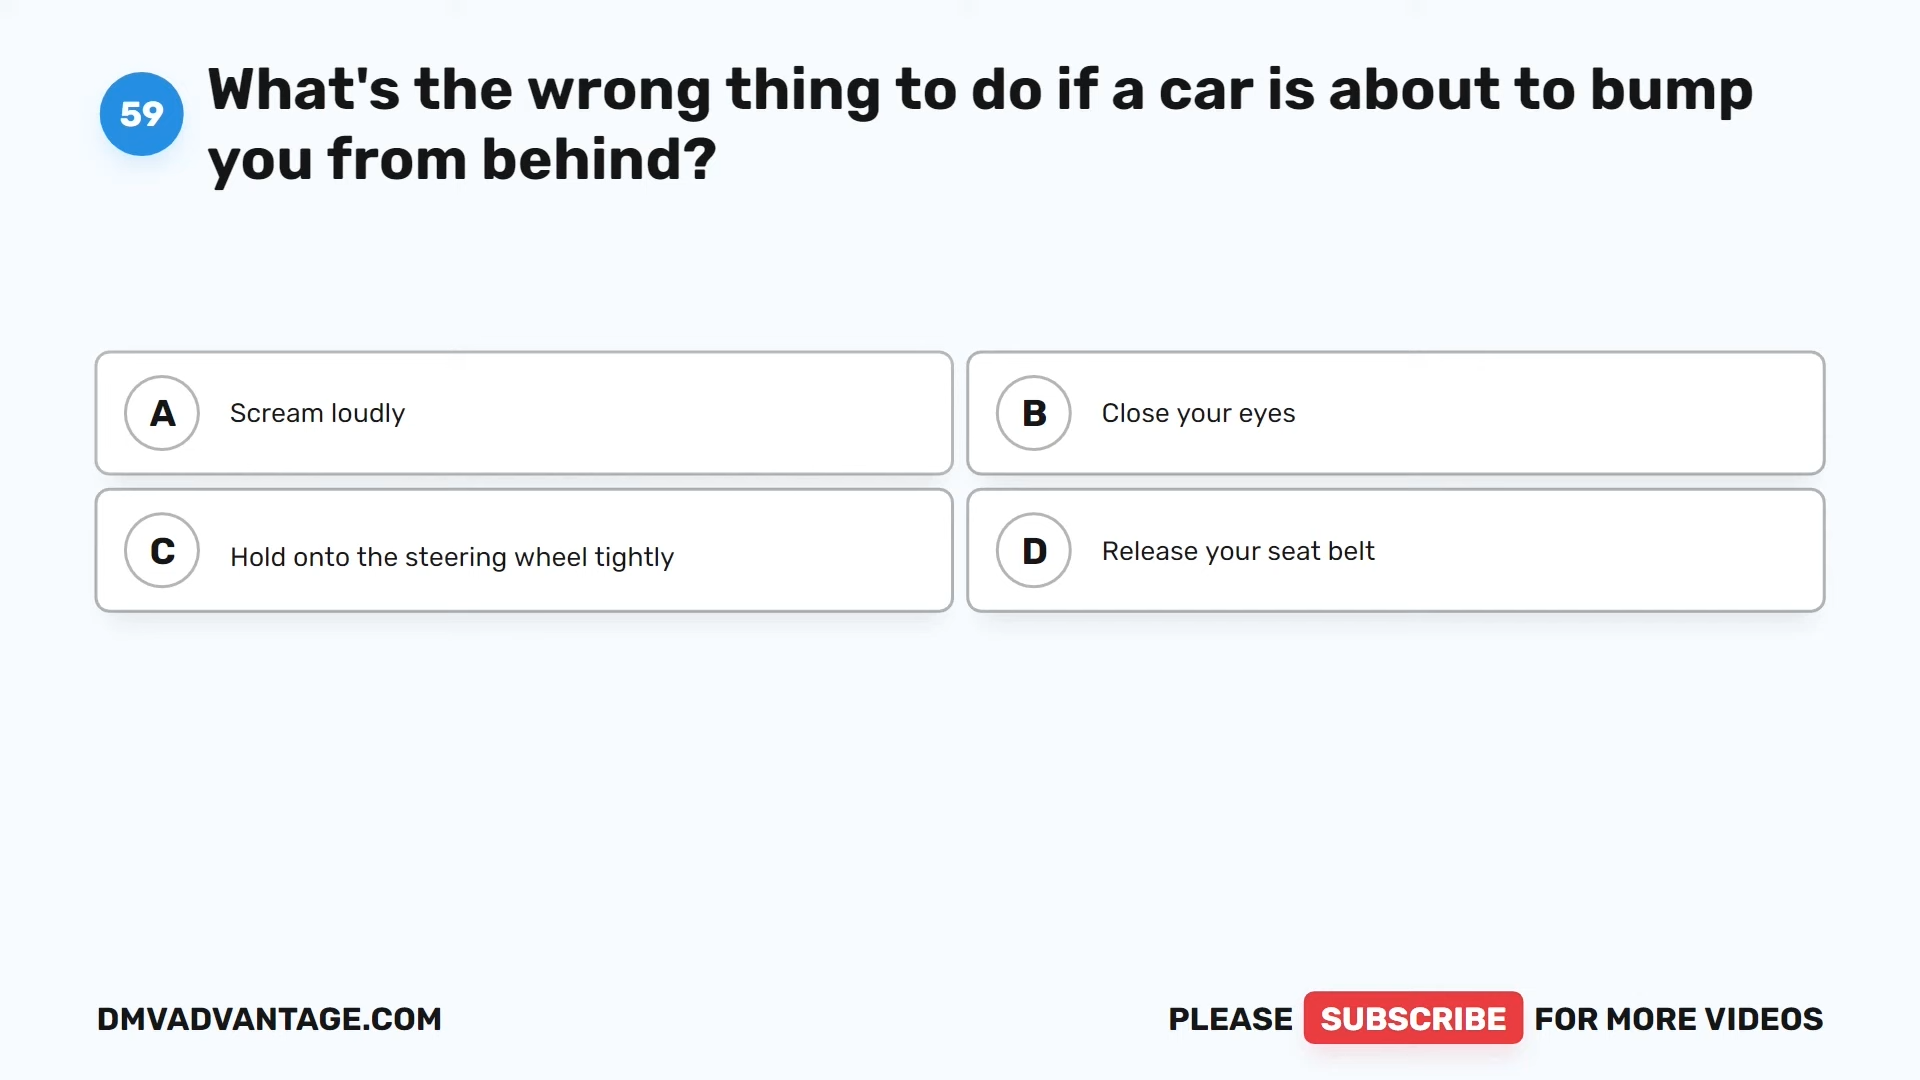 59
What's the wrong thing to do if a car is about to bump
you from behind?
A Scream loudly
B Close your eyes
C Hold onto the steering wheel tightly
D Release your seat belt
DMVADVANTAGE.COM
PLEASE SUBSCRIBE FOR MORE VIDEOS